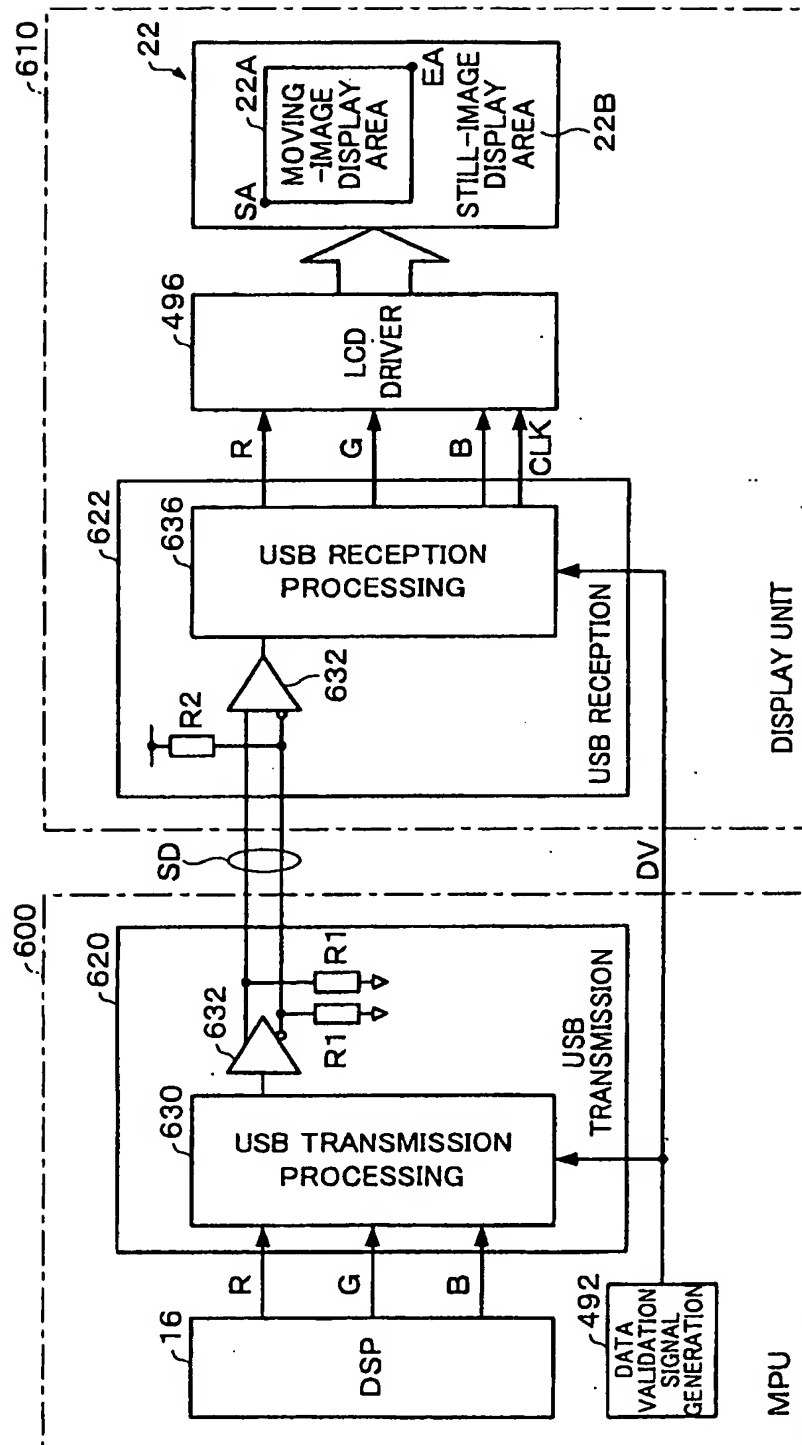 600
620
16
DSP
R
G
B
630
USB TRANSMISSION
PROCESSING
632
R1
R1
USB
TRANSMISSION
492
DATA
VALIDATION
SIGNAL
GENERATION
MPU
SD
DV
610
622
R2
632
636
USB RECEPTION
PROCESSING
USB RECEPTION
R
G
B
CLK
496
LCD
DRIVER
22
SA
22A
MOVING
-IMAGE
DISPLAY
AREA
EA
STILL-IMAGE
DISPLAY
AREA
22B
DISPLAY UNIT